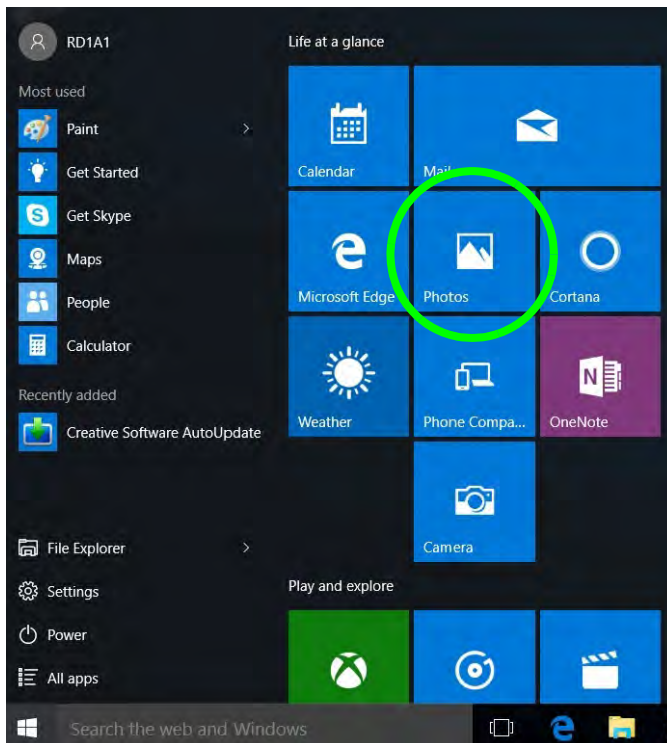 RD1A1
Most used
Paint
Get Started
Get Skype
Maps
People
Calculator
Recently added
Creative Software AutoUpdate
File Explorer
Settings
Power
All apps
Life at a glance
Calendar
Mail
Microsoft Edge
Photos
Cortana
Weather
Phone Compa...
OneNote
Camera
Play and explore
Search the web and Windows